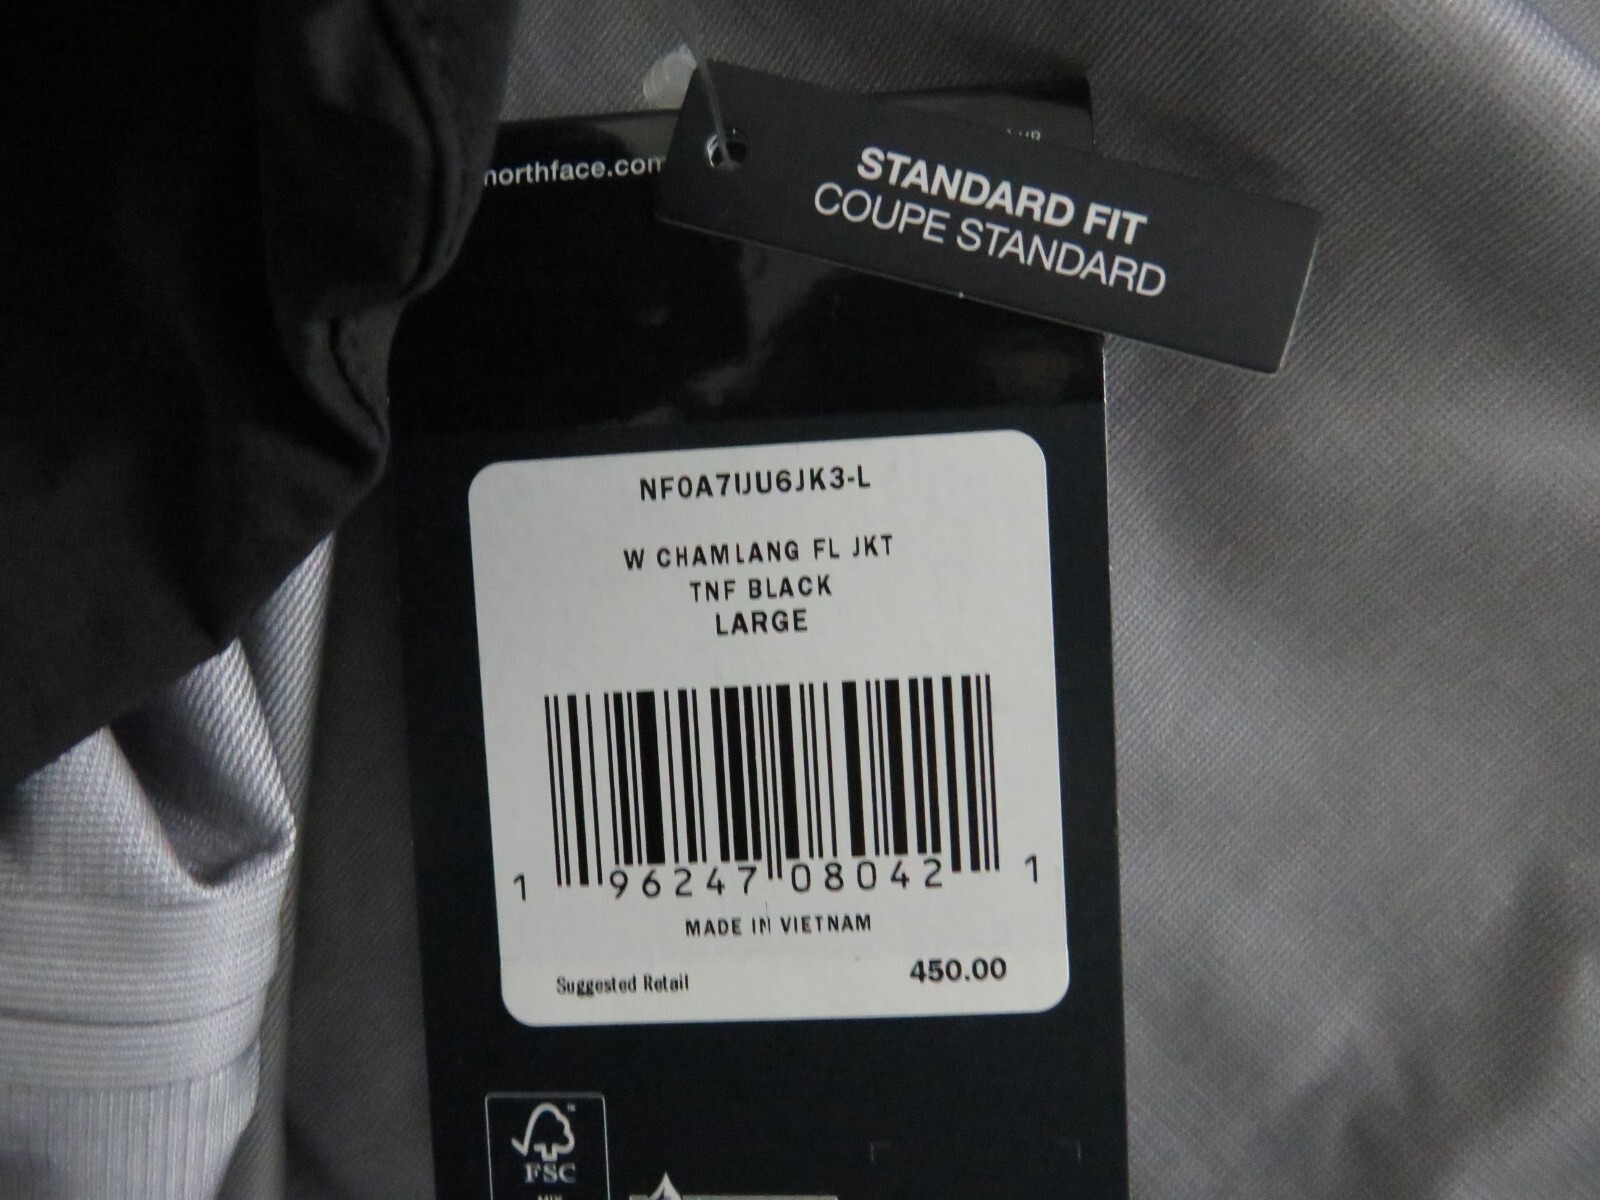 northface.com
STANDARD FIT
COUPE STANDARD
NF0A7UU6JK3-L
W CHAMLANG FL JKT
TNF BLACK
LARGE
1 96247 08042 1
MADE IN VIETNAM
Suggested Retail 450.00
FSC